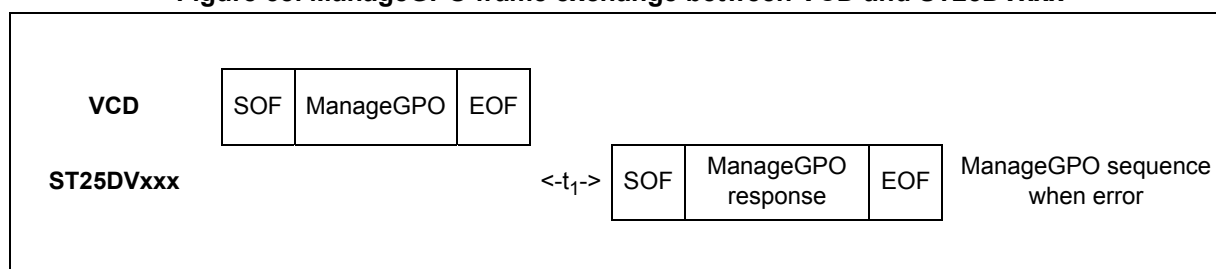 Figure 53: ManageGPO frame exchange between VCD and ST25DVxxx
VCD SOF ManageGPO EOF
ST25DVxxx <-t1-> SOF ManageGPO response EOF ManageGPO sequence when error